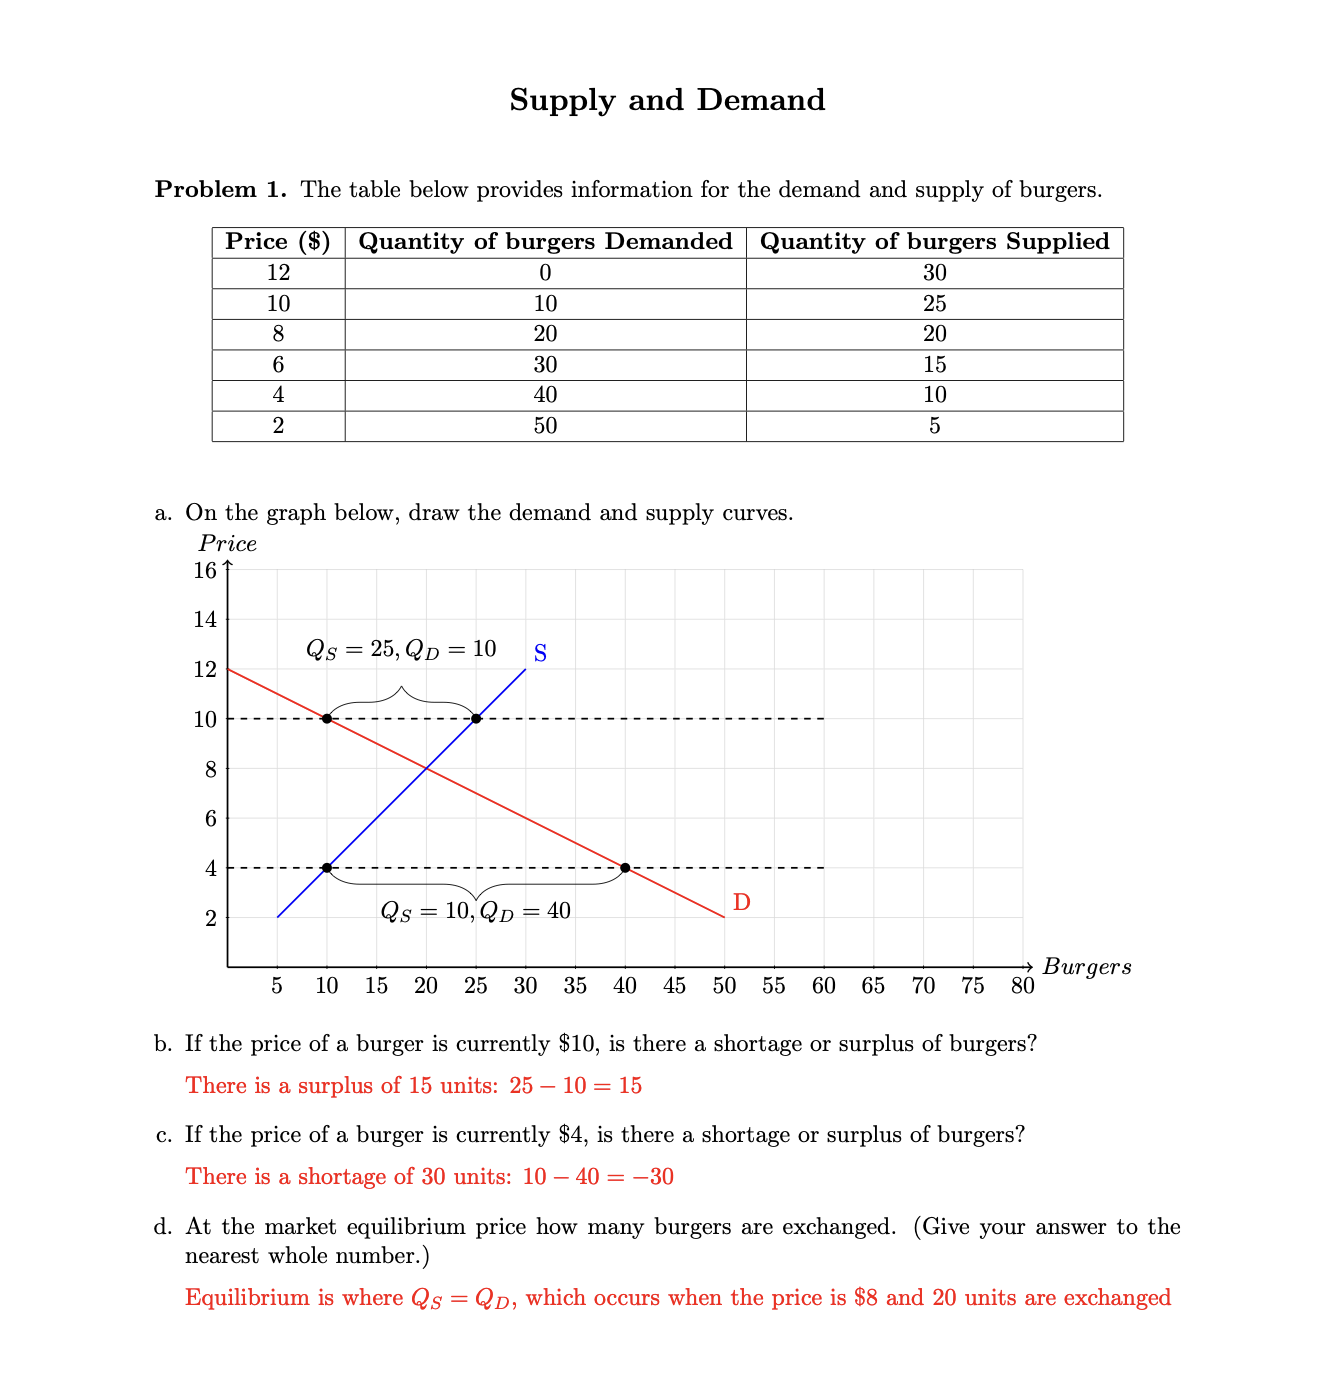 Supply and Demand
Problem 1. The table below provides information for the demand and supply of burgers.
Price ($) Quantity of burgers Demanded Quantity of burgers Supplied
12 0 30
10 10 25
8 20 20
6 30 15
4 40 10
2 50 5
a. On the graph below, draw the demand and supply curves.
Price
16
14
Q_S = 25, Q_D = 10 S
12
10
8
6
4
D
Q_S = 10, Q_D = 40
2
Burgers
5 10 15 20 25 30 35 40 45 50 55 60 65 70 75 80
b. If the price of a burger is currently $10, is there a shortage or surplus of burgers?
There is a surplus of 15 units: 25 − 10 = 15
c. If the price of a burger is currently $4, is there a shortage or surplus of burgers?
There is a shortage of 30 units: 10 − 40 = −30
d. At the market equilibrium price how many burgers are exchanged. (Give your answer to the
nearest whole number.)
Equilibrium is where Q_S = Q_D, which occurs when the price is $8 and 20 units are exchanged